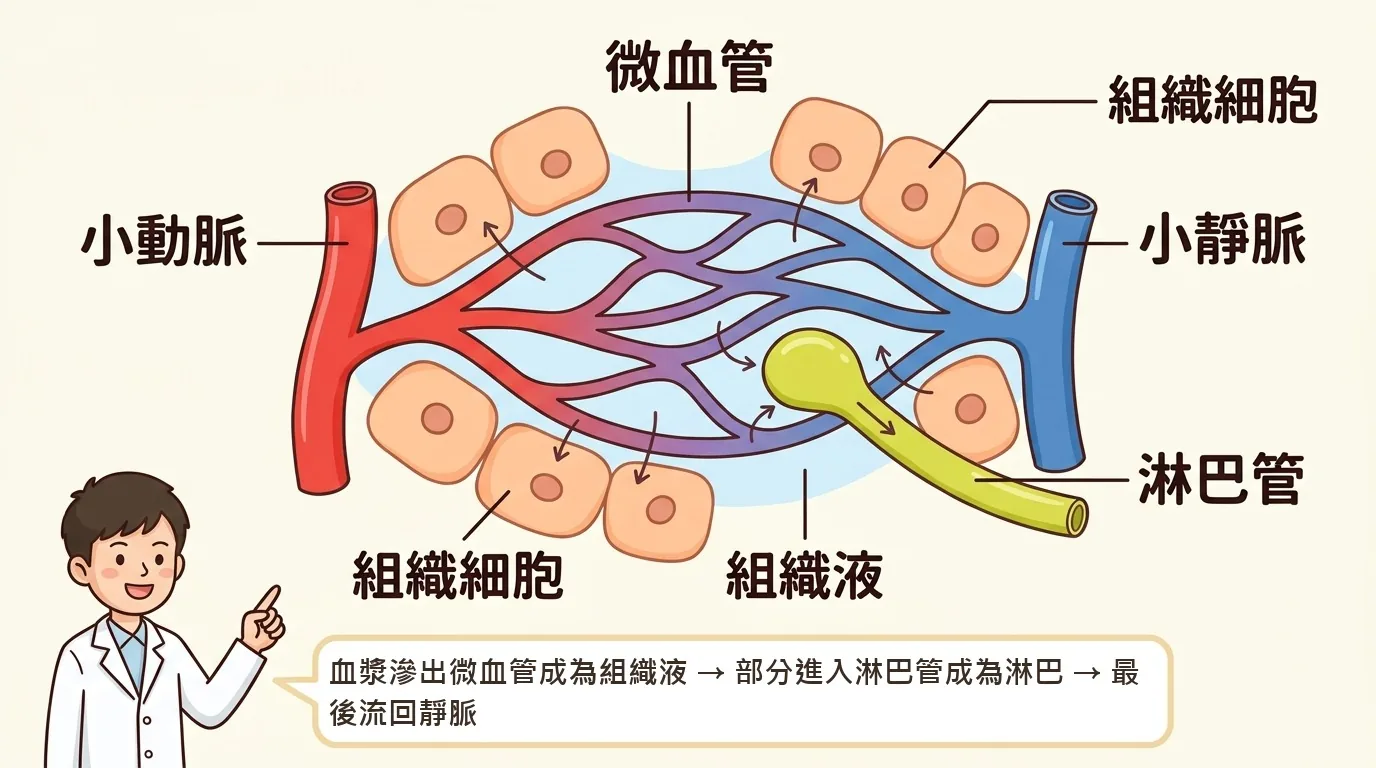 微血管
組織細胞
小動脈
小靜脈
淋巴管
組織細胞
組織液
血漿滲出微血管成為組織液 → 部分進入淋巴管成為淋巴 → 最
後流回靜脈